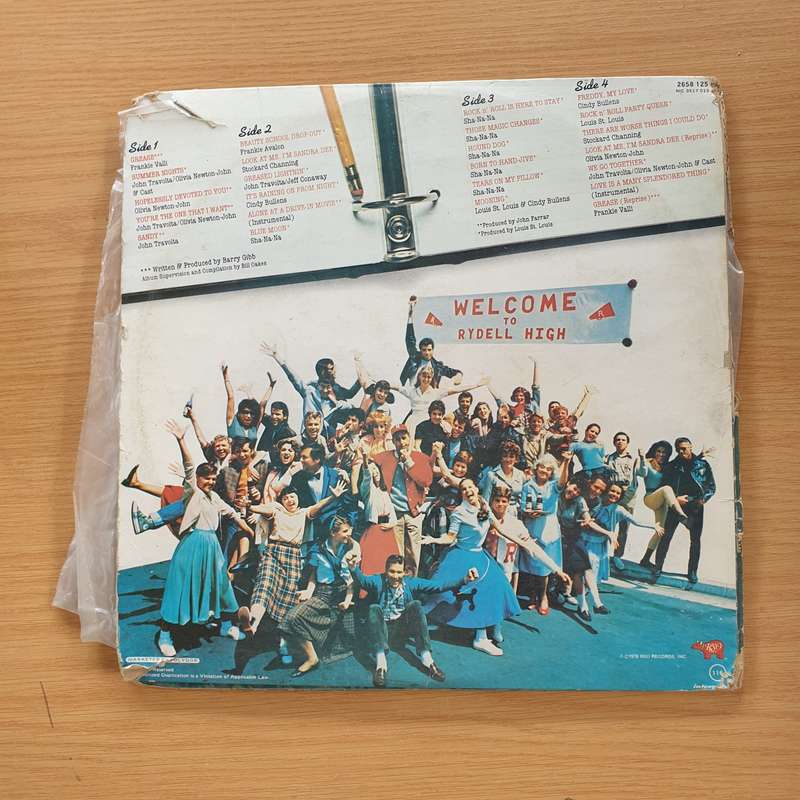 Side 1
GREASE***
Frankie Valli
SUMMER NIGHTS*
John Travolta/Olivia Newton-John
& Cast
HOPELESSLY DEVOTED TO YOU**
Olivia Newton-John
YOU'RE THE ONE THAT I WANT**
John Travolta/Olivia Newton-John
SANDY*
John Travolta
Side 2
BEAUTY SCHOOL DROP-OUT*
Frankie Avalon
LOOK AT ME, I'M SANDRA DEE*
Stockard Channing
GREASED LIGHTNIN'*
John Travolta/Jeff Conaway
IT'S RAINING ON PROM NIGHT*
Cindy Bullens
ALONE AT A DRIVE-IN MOVIE*
(Instrumental)
BLUE MOON*
Sha-Na-Na
Side 3
ROCK n' ROLL IS HERE TO STAY*
Sha-Na-Na
THOSE MAGIC CHANGES*
Sha-Na-Na
HOUND DOG*
Sha-Na-Na
BORN TO HAND JIVE*
Sha-Na-Na
TEARS ON MY PILLOW*
Sha-Na-Na
MOONING*
Louis St. Louis & Cindy Bullens
**Produced by John Farrar
*Produced by Louis St. Louis
Side 4
FREDDY, MY LOVE*
Cindy Bullens
ROCK n' ROLL PARTY QUEEN*
Louis St. Louis
THERE ARE WORSE THINGS I COULD DO*
Stockard Channing
LOOK AT ME, I'M SANDRA DEE (Reprise)*
Olivia Newton-John
WE GO TOGETHER*
John Travolta/Olivia Newton-John & Cast
LOVE IS A MANY SPLENDORED THING*
(Instrumental)
GREASE (Reprise)***
Frankie Valli
2658 125
*** Written & Produced by Barry Gibb
Album Supervision and Compilation by Bill Oakes
WELCOME
TO
RYDELL HIGH
R
R
MARKETED
RSO
℗ ©1978 RSO RECORDS, INC.
Reserved
Duplication is a Violation of Applicable Law